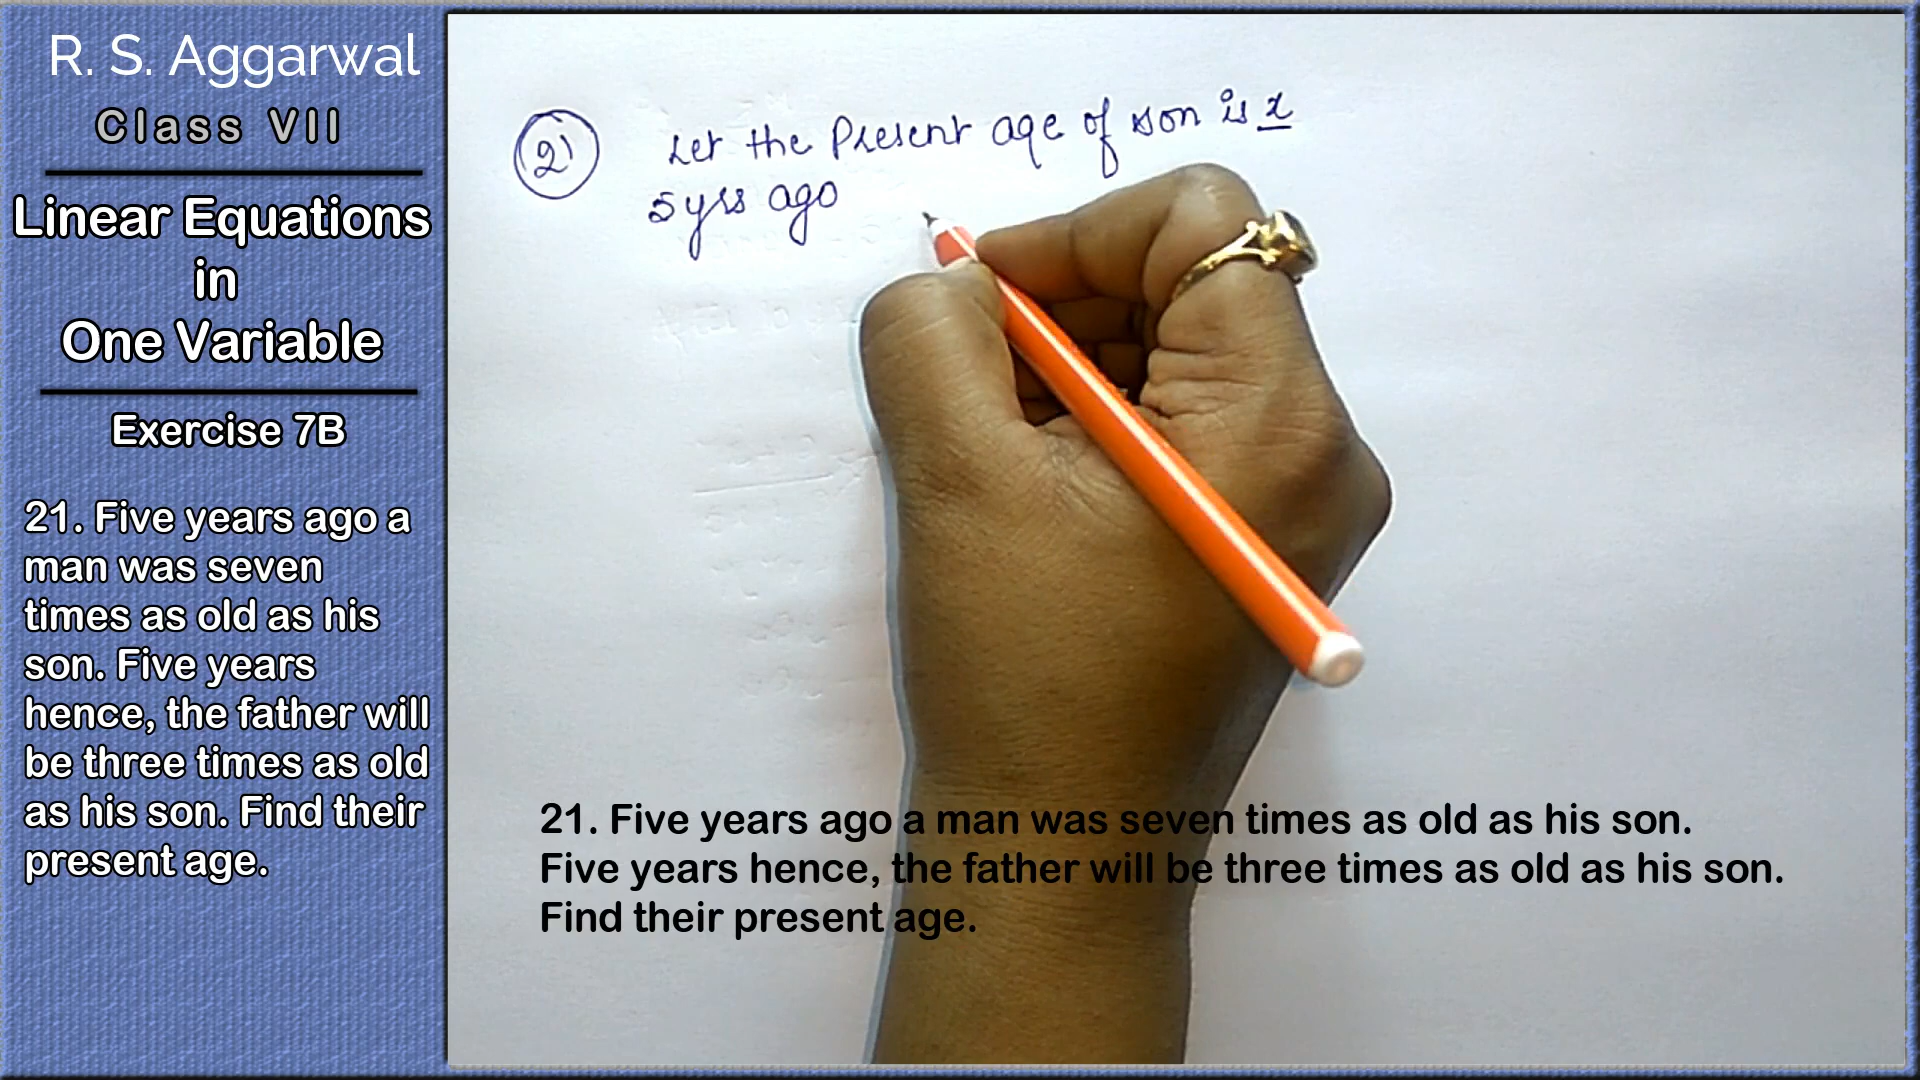 R. S. Aggarwal
Class VII
Linear Equations
in
One Variable
Exercise 7B
21. Five years ago a
man was seven
times as old as his
son. Five years
hence, the father will
be three times as old
as his son. Find their
present age.
21 Let the Present age of son is x
5 yrs ago
21. Five years ago a man was seven times as old as his son.
Five years hence, the father will be three times as old as his son.
Find their present age.